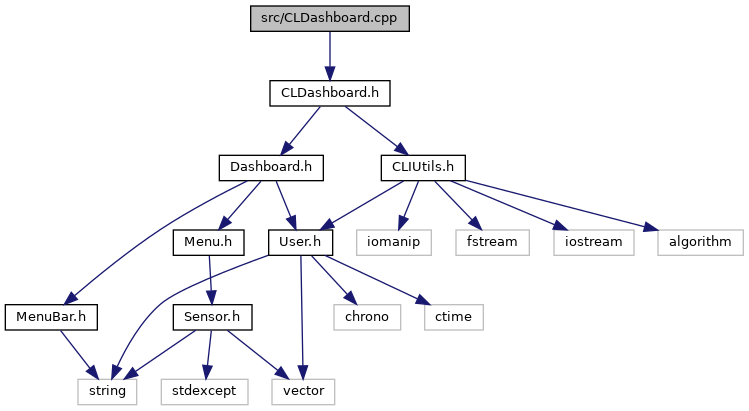 src/CLDashboard.cpp
CLDashboard.h
Dashboard.h
CLIUtils.h
Menu.h
User.h
iomanip
fstream
iostream
algorithm
MenuBar.h
Sensor.h
chrono
ctime
string
stdexcept
vector